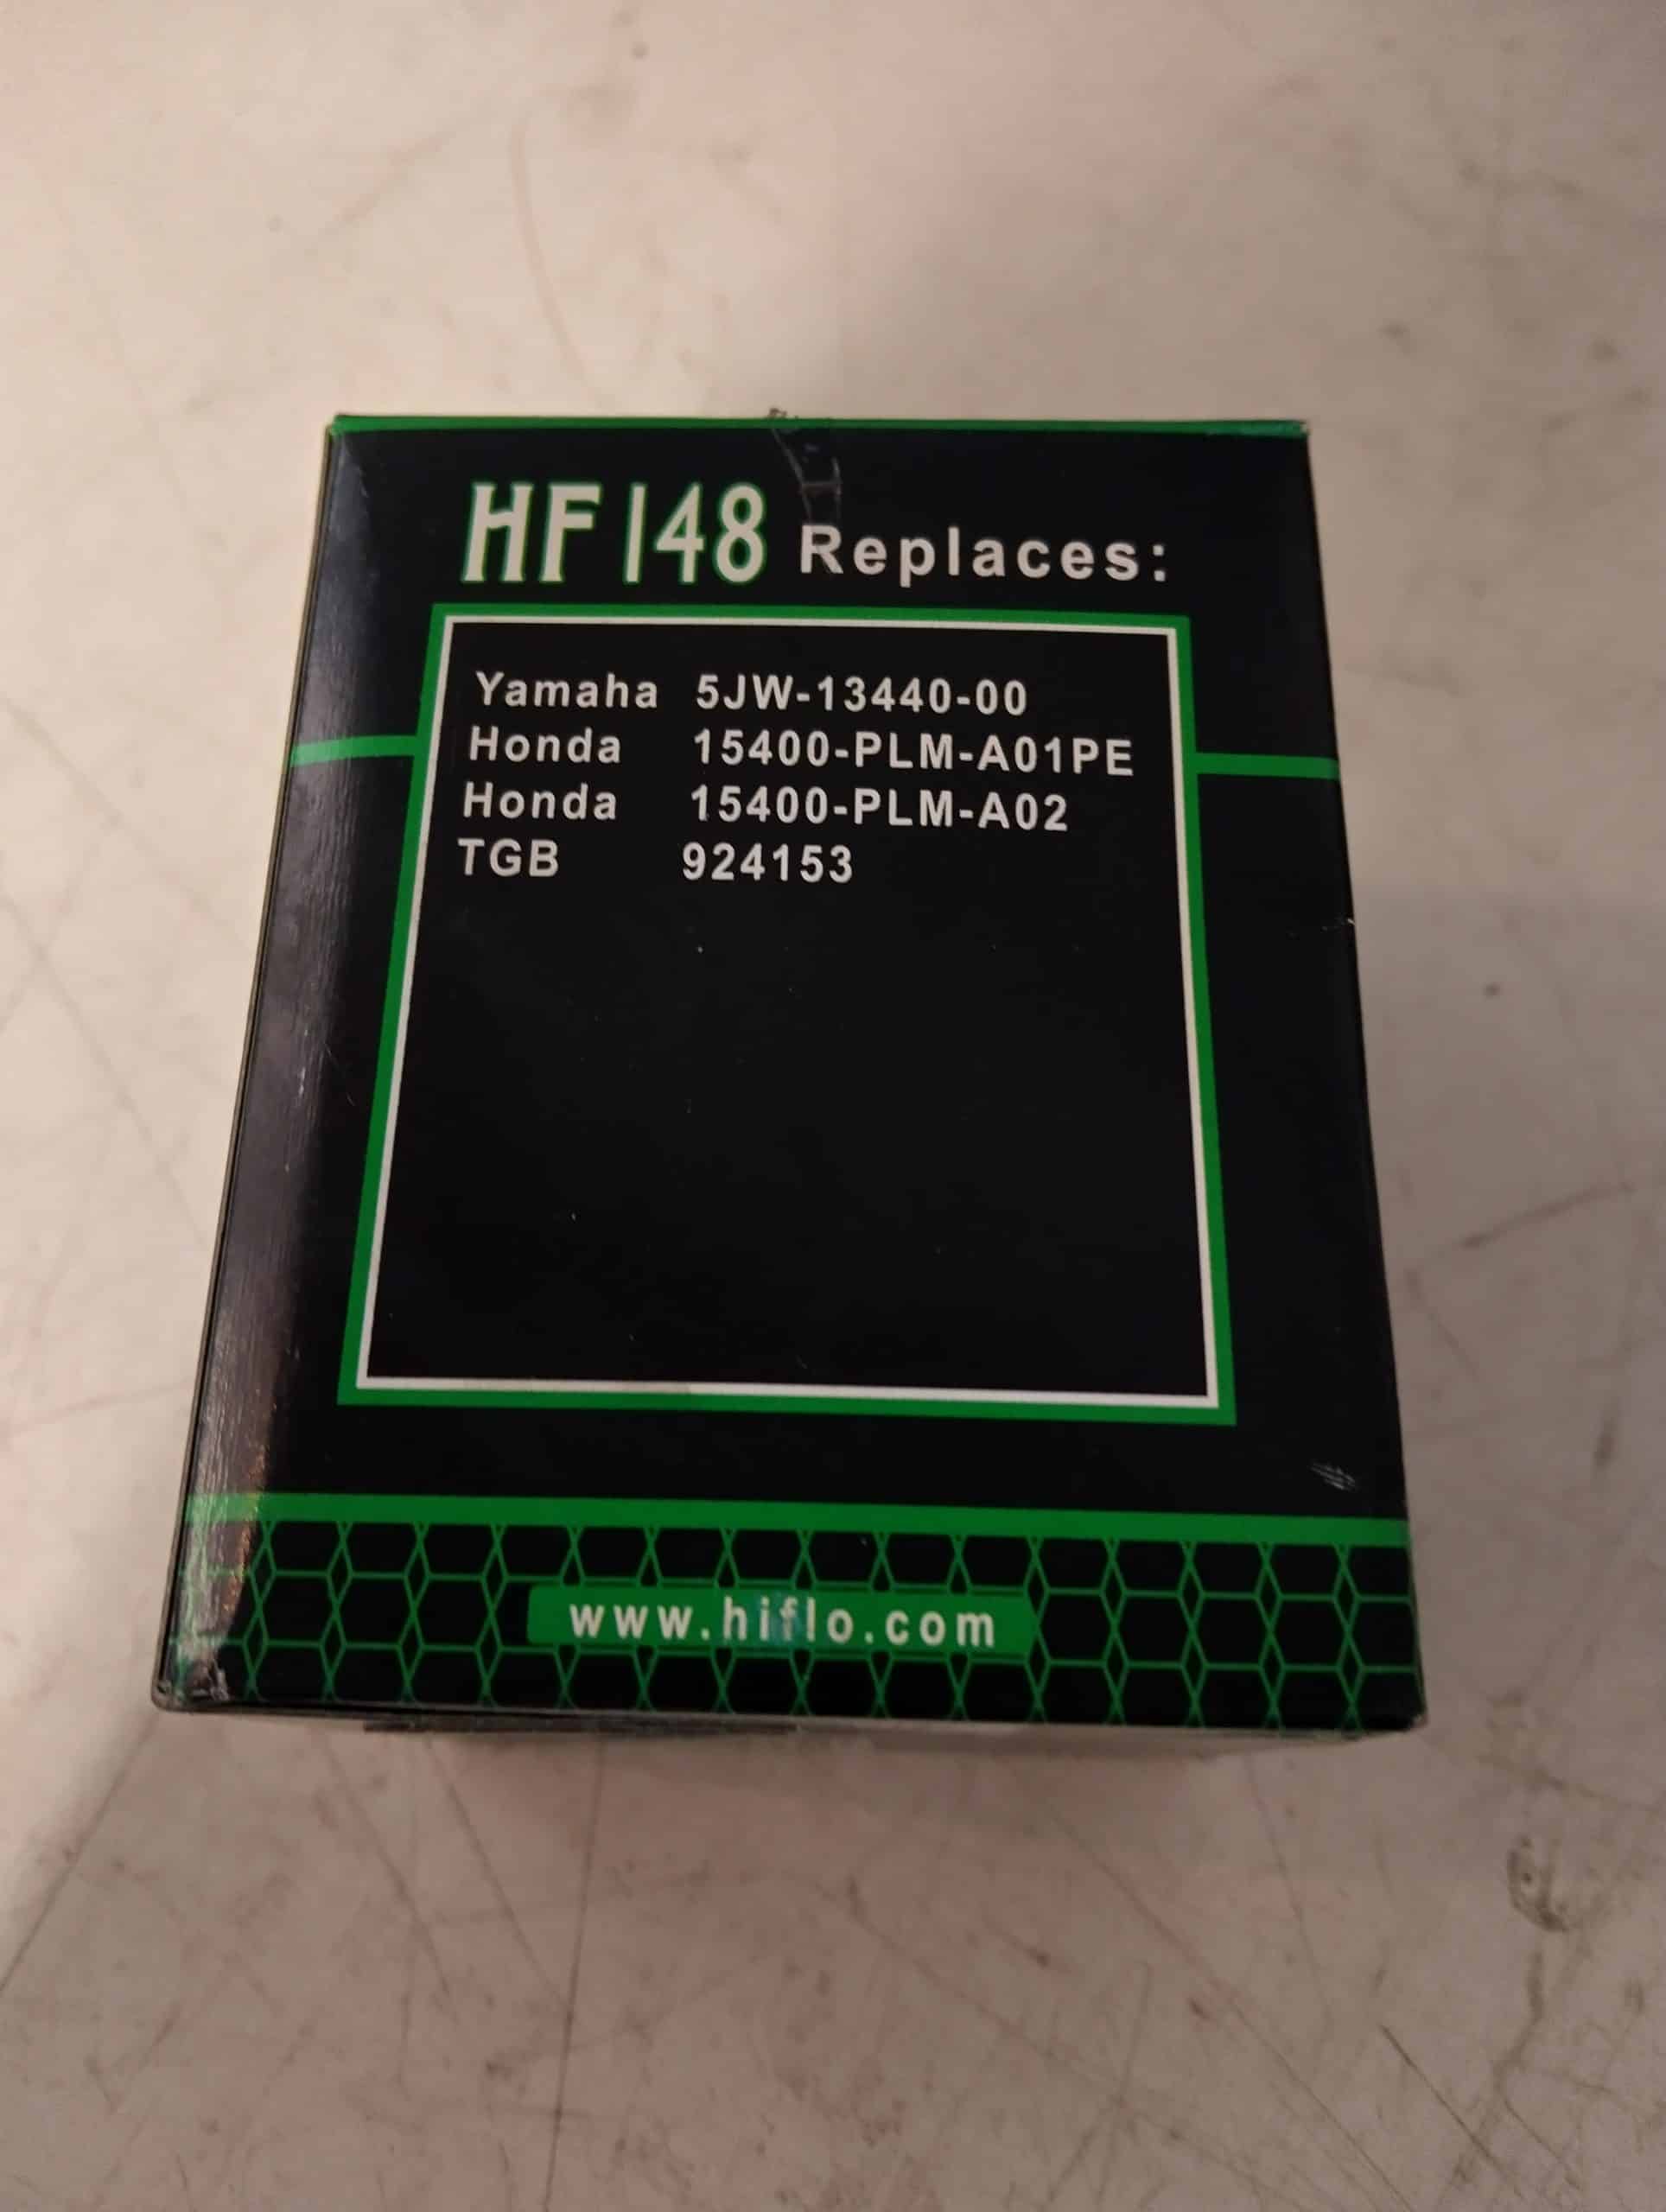 HF148 Replaces:
Yamaha 5JW-13440-00
Honda 15400-PLM-A01PE
Honda 15400-PLM-A02
TGB 924153
www.hiflo.com